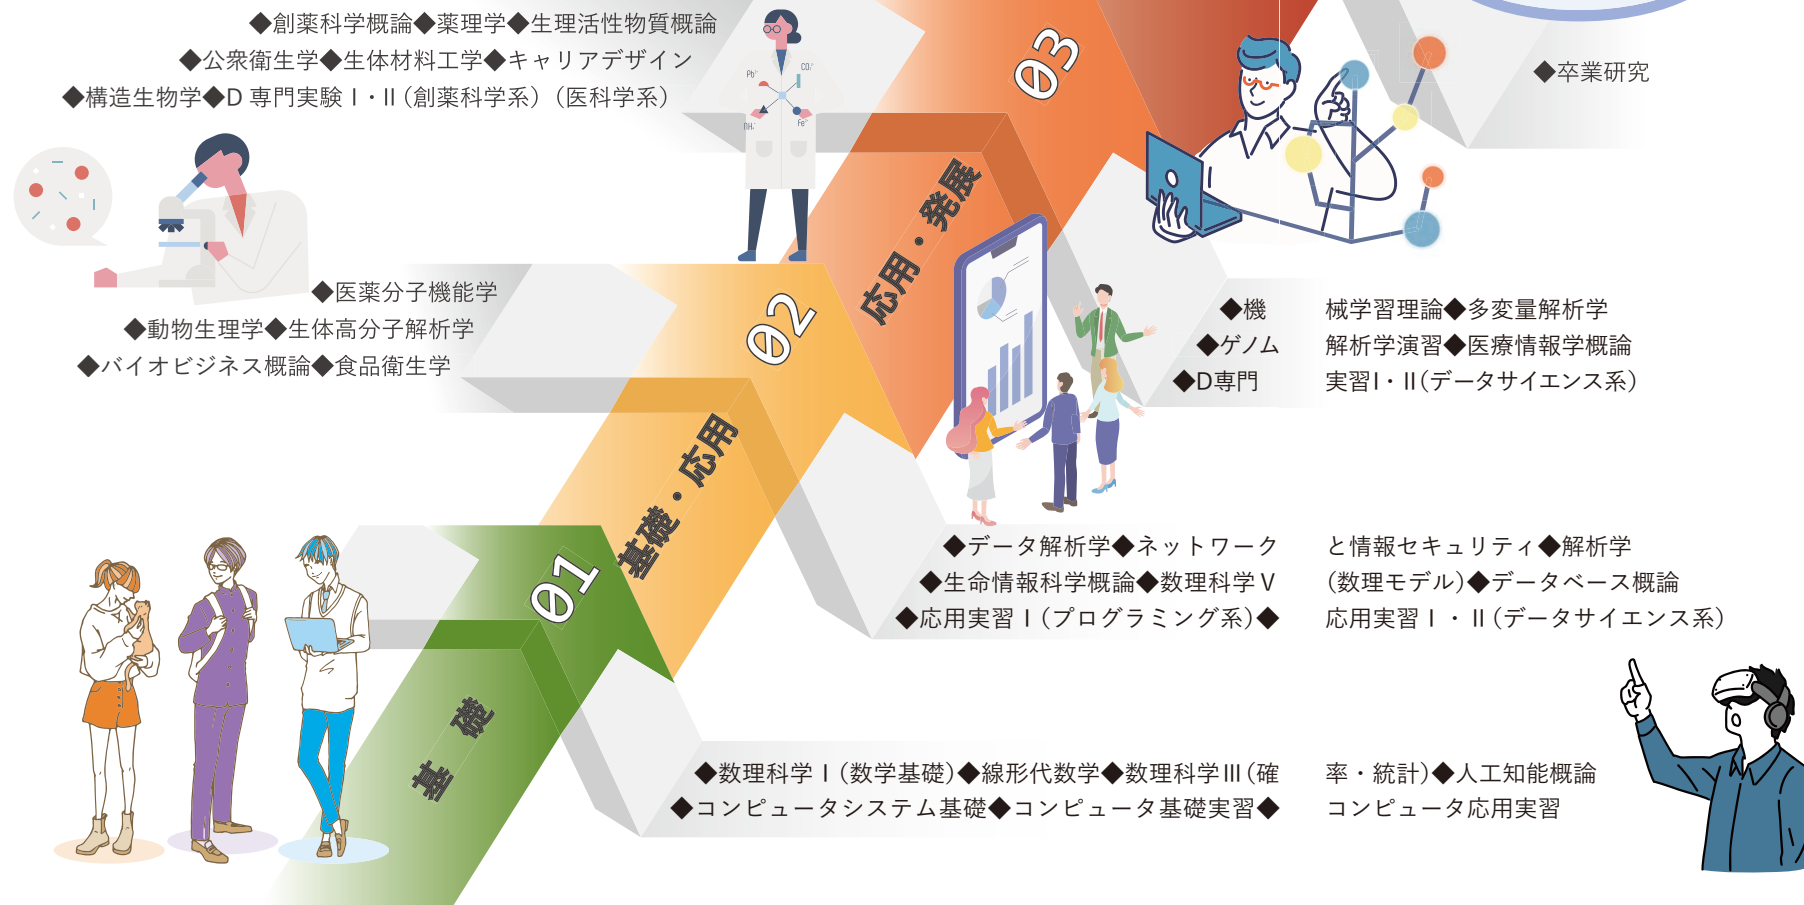 ◆創薬科学概論◆薬理学◆生理活性物質概論
◆公衆衛生学◆生体材料工学◆キャリアデザイン
◆構造生物学◆D 専門実験Ⅰ・Ⅱ(創薬科学系)(医科学系)
03
◆卒業研究
Pb²⁺
CO₃²⁻
NH₄⁺
Fe²⁺
応用・発展
◆医薬分子機能学
◆動物生理学◆生体高分子解析学
◆バイオビジネス概論◆食品衛生学
02
◆機械学習理論◆多変量解析学
◆ゲノム解析学演習◆医療情報学概論
◆D専門実習Ⅰ・Ⅱ(データサイエンス系)
基礎・応用
◆データ解析学◆ネットワークと情報セキュリティ◆解析学
◆生命情報科学概論◆数理科学Ⅴ(数理モデル)◆データベース概論
◆応用実習Ⅰ(プログラミング系)◆応用実習Ⅰ・Ⅱ(データサイエンス系)
01
基 礎
◆数理科学Ⅰ(数学基礎)◆線形代数学◆数理科学Ⅲ(確率・統計)◆人工知能概論
◆コンピュータシステム基礎◆コンピュータ基礎実習◆コンピュータ応用実習